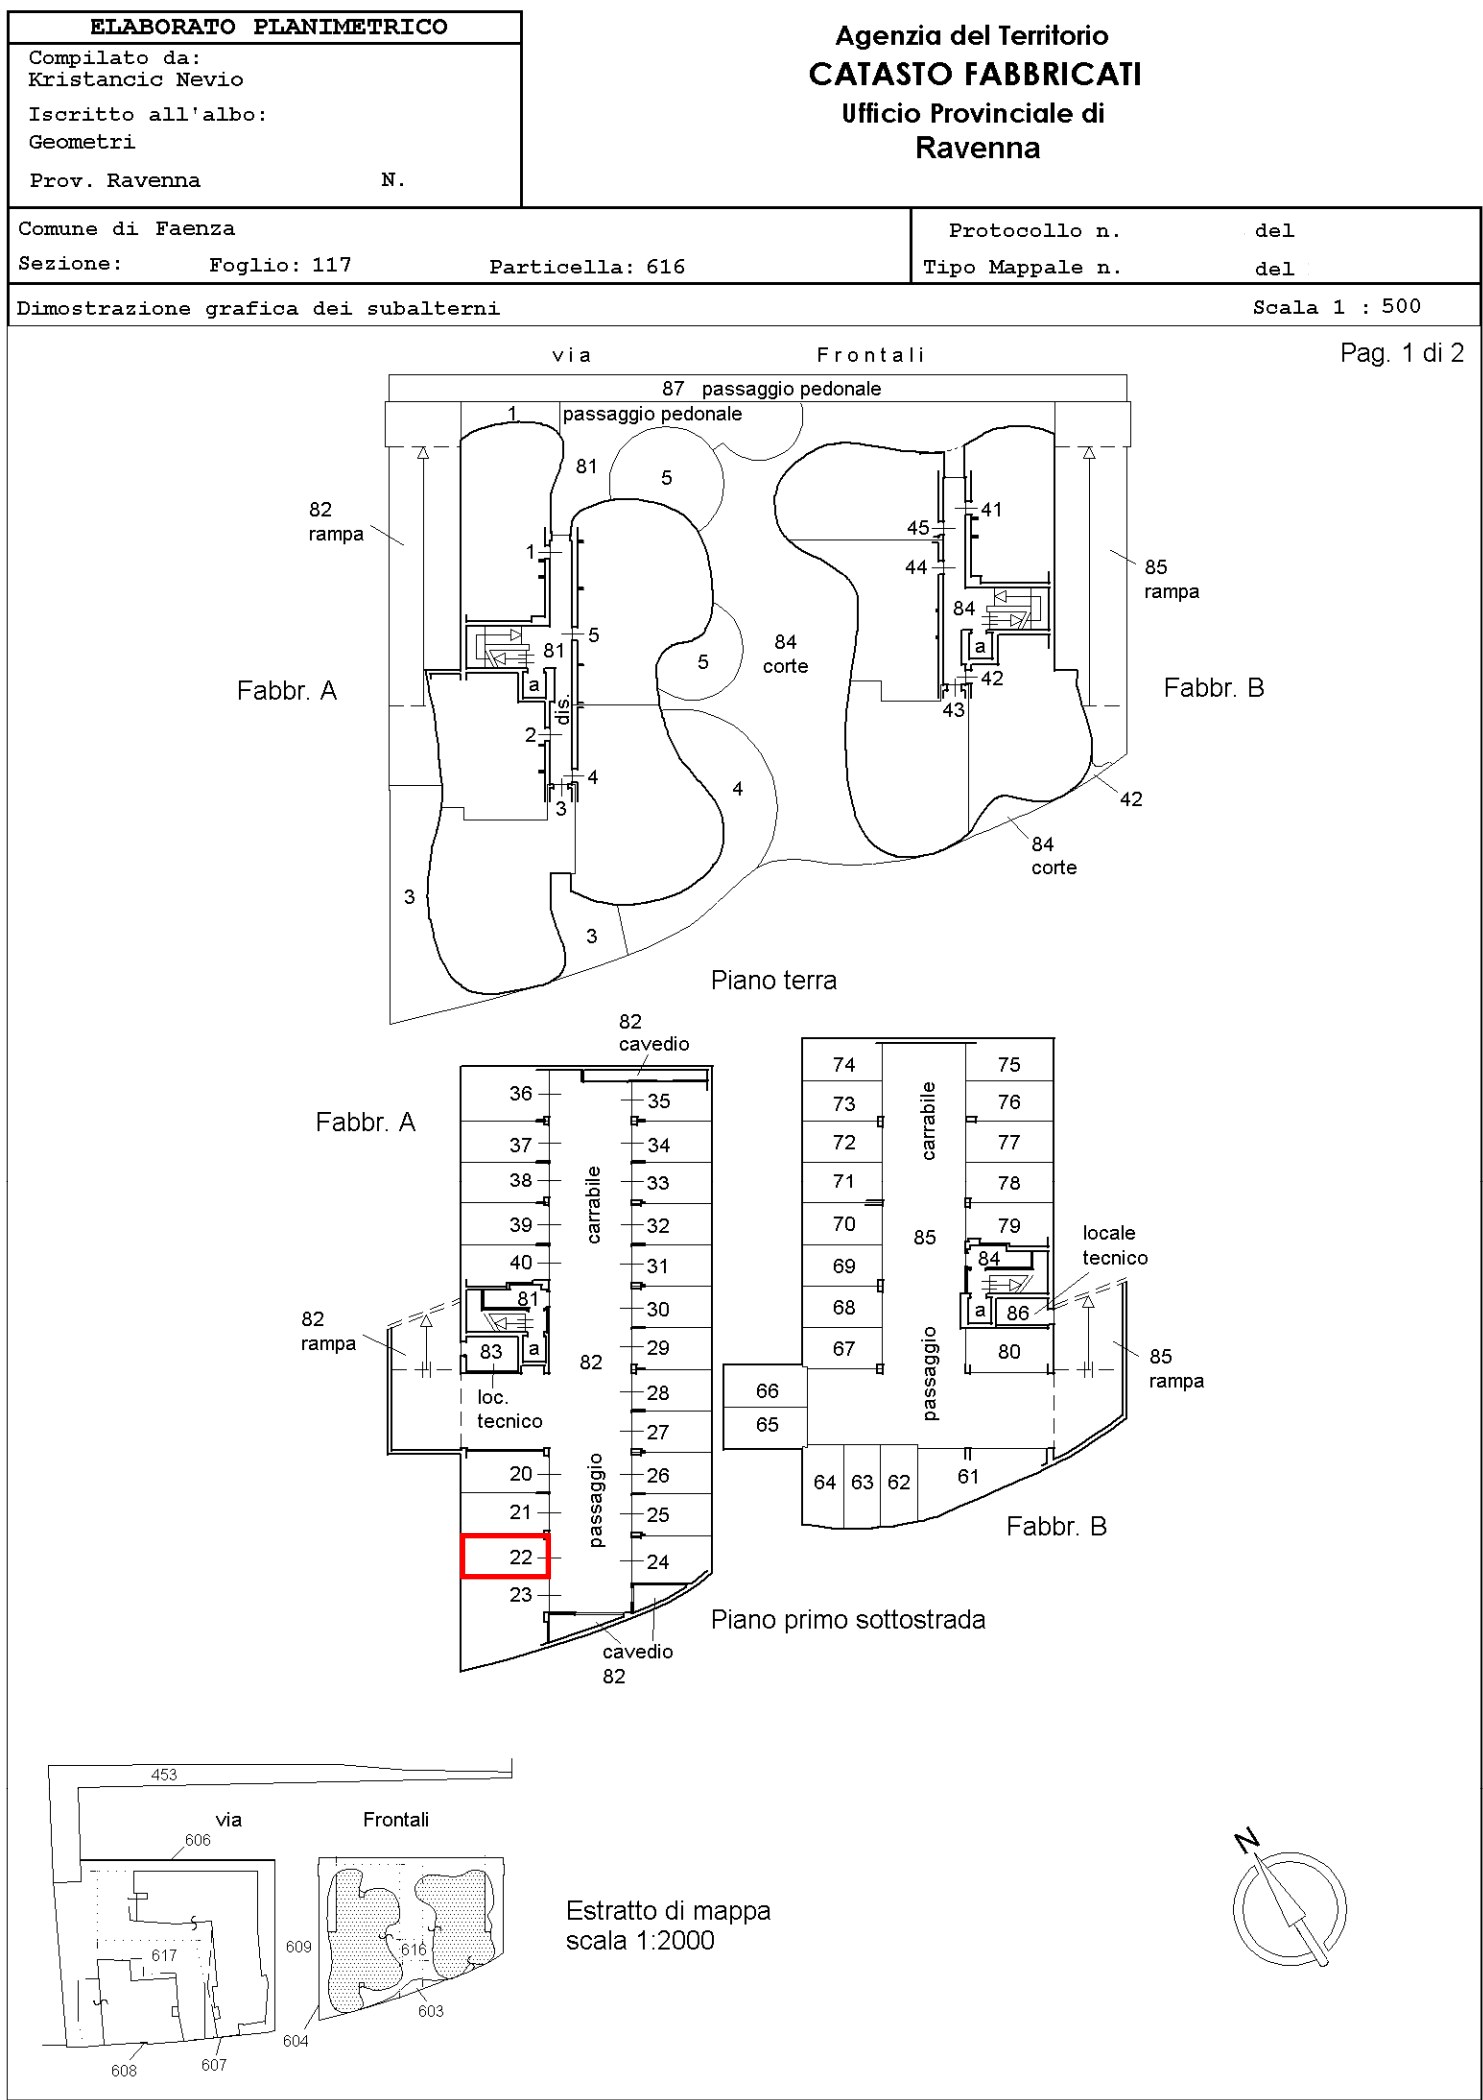 ELABORATO PLANIMETRICO
Compilato da:
Kristancic Nevio
Iscritto all'albo:
Geometri
Prov. Ravenna N.
Agenzia del Territorio
CATASTO FABBRICATI
Ufficio Provinciale di
Ravenna
Comune di Faenza
Sezione: Foglio: 117 Particella: 616
Protocollo n. del
Tipo Mappale n. del
Dimostrazione grafica dei subalterni Scala 1 : 500
Pag. 1 di 2
via Frontali
87 passaggio pedonale
1 passaggio pedonale
81
5
82
rampa
1
5
81
a
dis.
2
4
3
5
4
3
3
Fabbr. A
45
41
44
84
a
42
43
84
corte
85
rampa
Fabbr. B
42
84
corte
Piano terra
82
cavedio
Fabbr. A
36
35
37
34
38
33
39
32
40
31
81
30
83
a
29
82
28
27
20
26
21
25
22
24
23
carrabile
passaggio
loc.
tecnico
82
rampa
cavedio
82
74
75
73
76
72
77
71
78
70
79
85
69
84
68
a
86
67
80
66
65
64
63
62
61
carrabile
passaggio
locale
tecnico
85
rampa
Fabbr. B
Piano primo sottostrada
453
via Frontali
606
617
609
616
603
604
607
608
Estratto di mappa
scala 1:2000
N